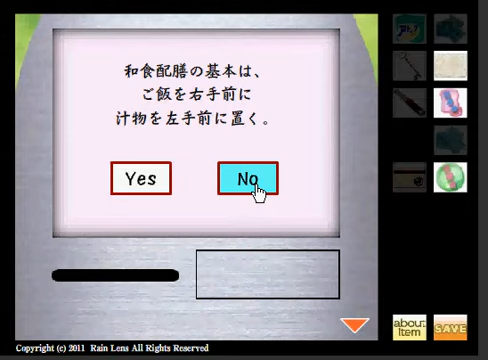 和食配膳の基本は、
ご飯を右手前に
汁物を左手前に置く。
Yes
No
about
item
SAVE
Copyright (c) 2011 Rain Lens All Rights Reserved